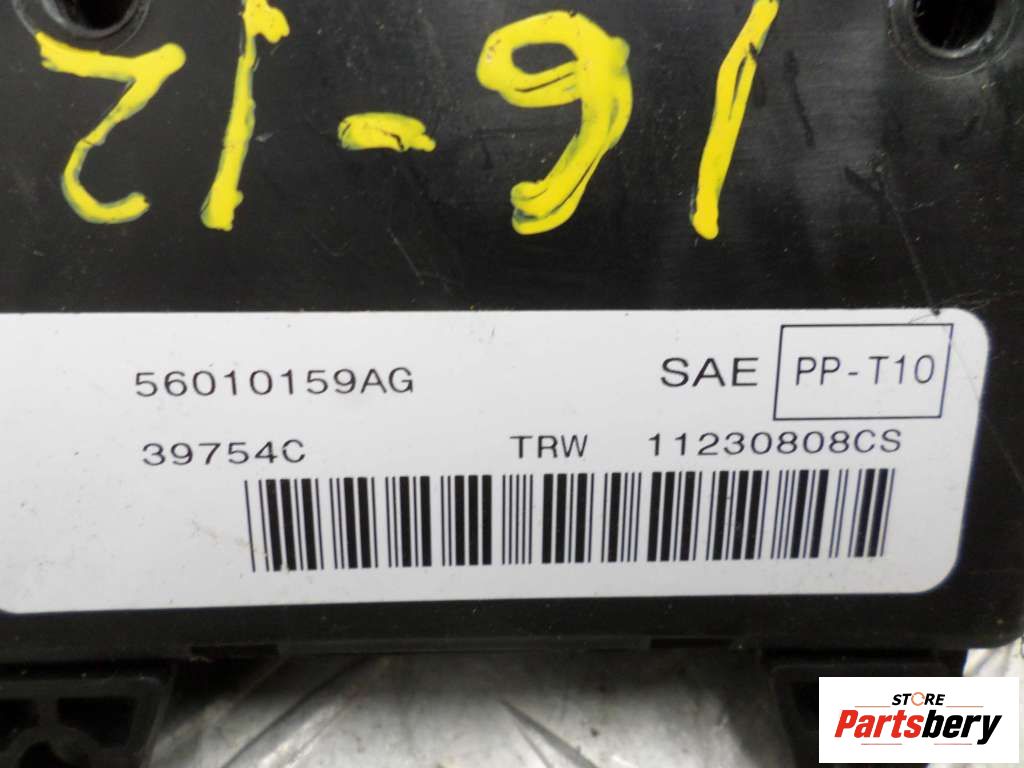 16-12
56010159AG SAE PP-T10
39754C TRW 11230808CS
STORE
Partsbery